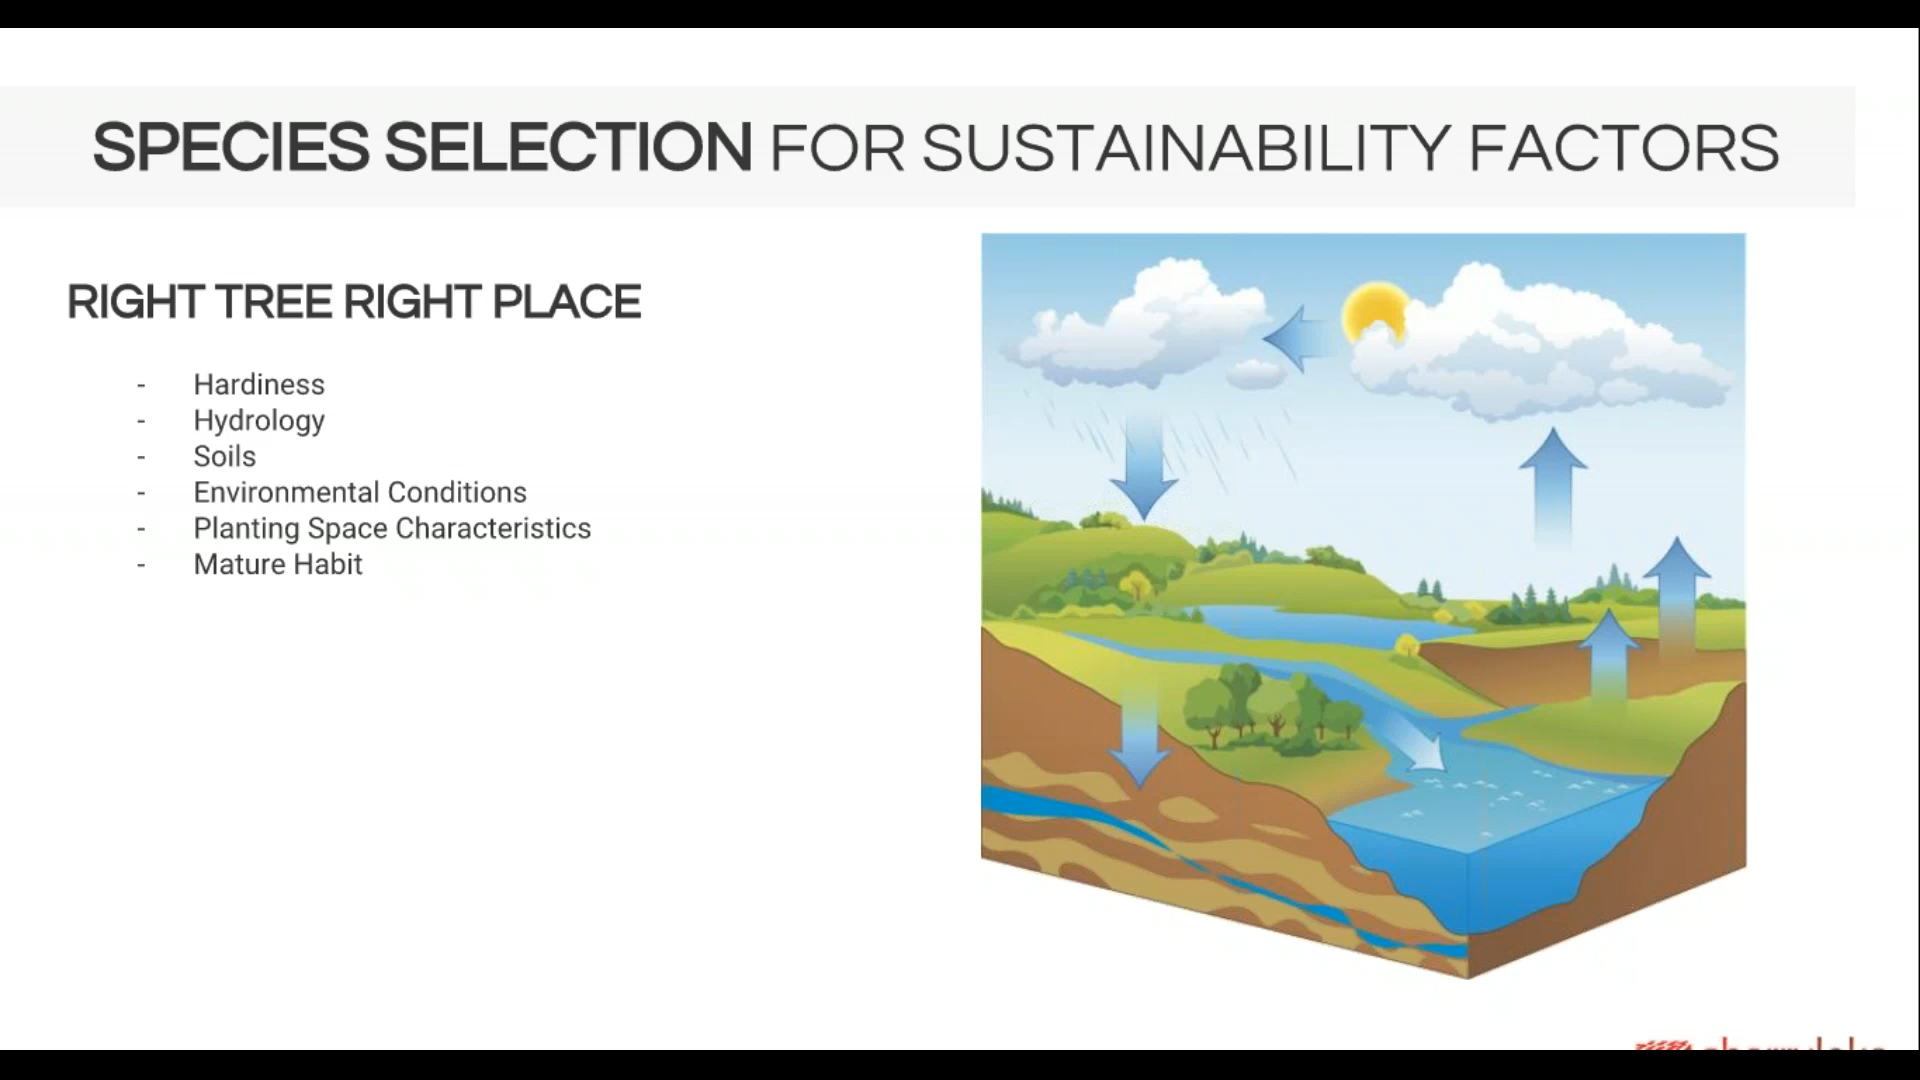 SPECIES SELECTION FOR SUSTAINABILITY FACTORS
RIGHT TREE RIGHT PLACE
- Hardiness
- Hydrology
- Soils
- Environmental Conditions
- Planting Space Characteristics
- Mature Habit